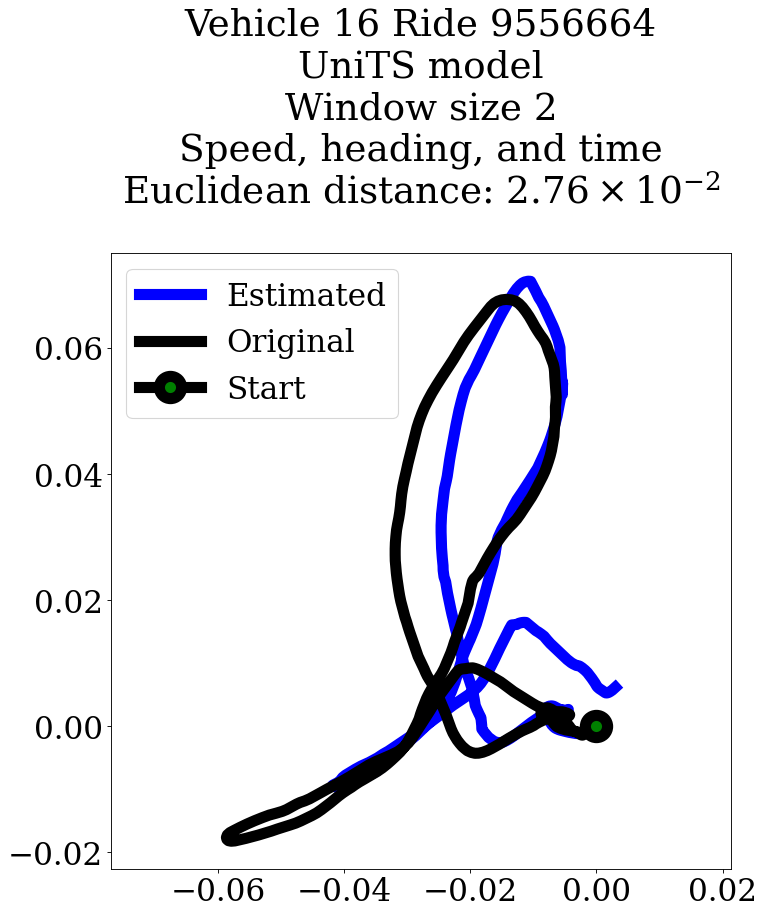 Vehicle 16 Ride 9556664
UniTS model
Window size 2
Speed, heading, and time
Euclidean distance: 2.76 × 10⁻²
Estimated
Original
Start
0.06
0.04
0.02
0.00
−0.02
−0.06 −0.04 −0.02 0.00 0.02